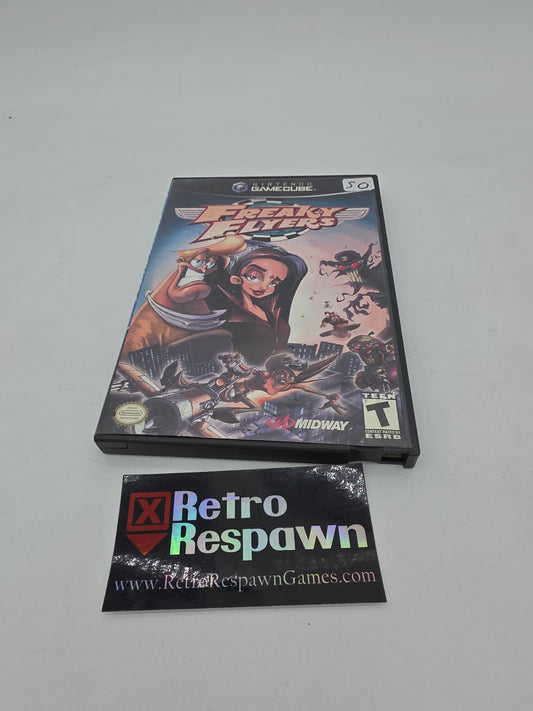 NINTENDO
GAMECUBE
50
FREAKY
FLYERS
TEEN
T
CONTENT RATED BY
ESRB
MIDWAY
X Retro
Respawn
www.RetroRespawnGames.com